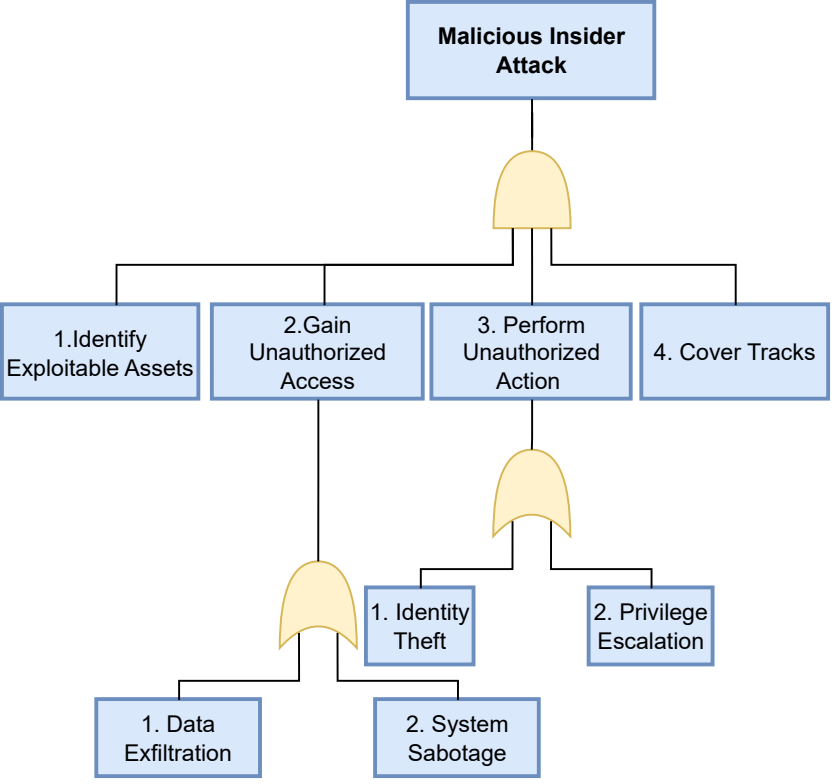 Malicious Insider
Attack
1.Identify
Exploitable Assets
2.Gain
Unauthorized
Access
3. Perform
Unauthorized
Action
4. Cover Tracks
1. Identity
Theft
2. Privilege
Escalation
1. Data
Exfiltration
2. System
Sabotage